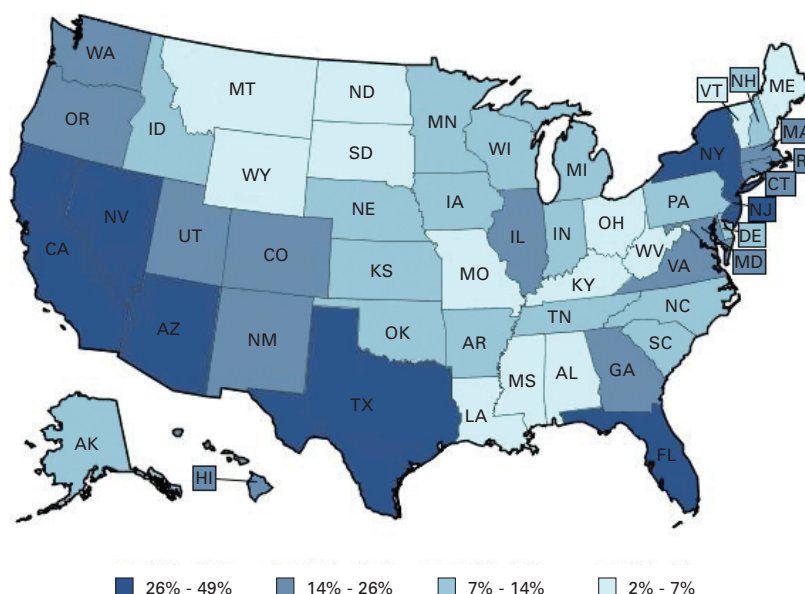 WA
MT
ND
OR
ID
MN
WY
SD
WI
MI
VT
NH
ME
MA
NY
CT
NJ
PA
DE
MD
NV
UT
CO
NE
IA
IL
IN
OH
WV
VA
CA
KS
MO
KY
AZ
NM
OK
AR
TN
NC
SC
TX
LA
MS
AL
GA
FL
AK
HI
26% - 49%
14% - 26%
7% - 14%
2% - 7%